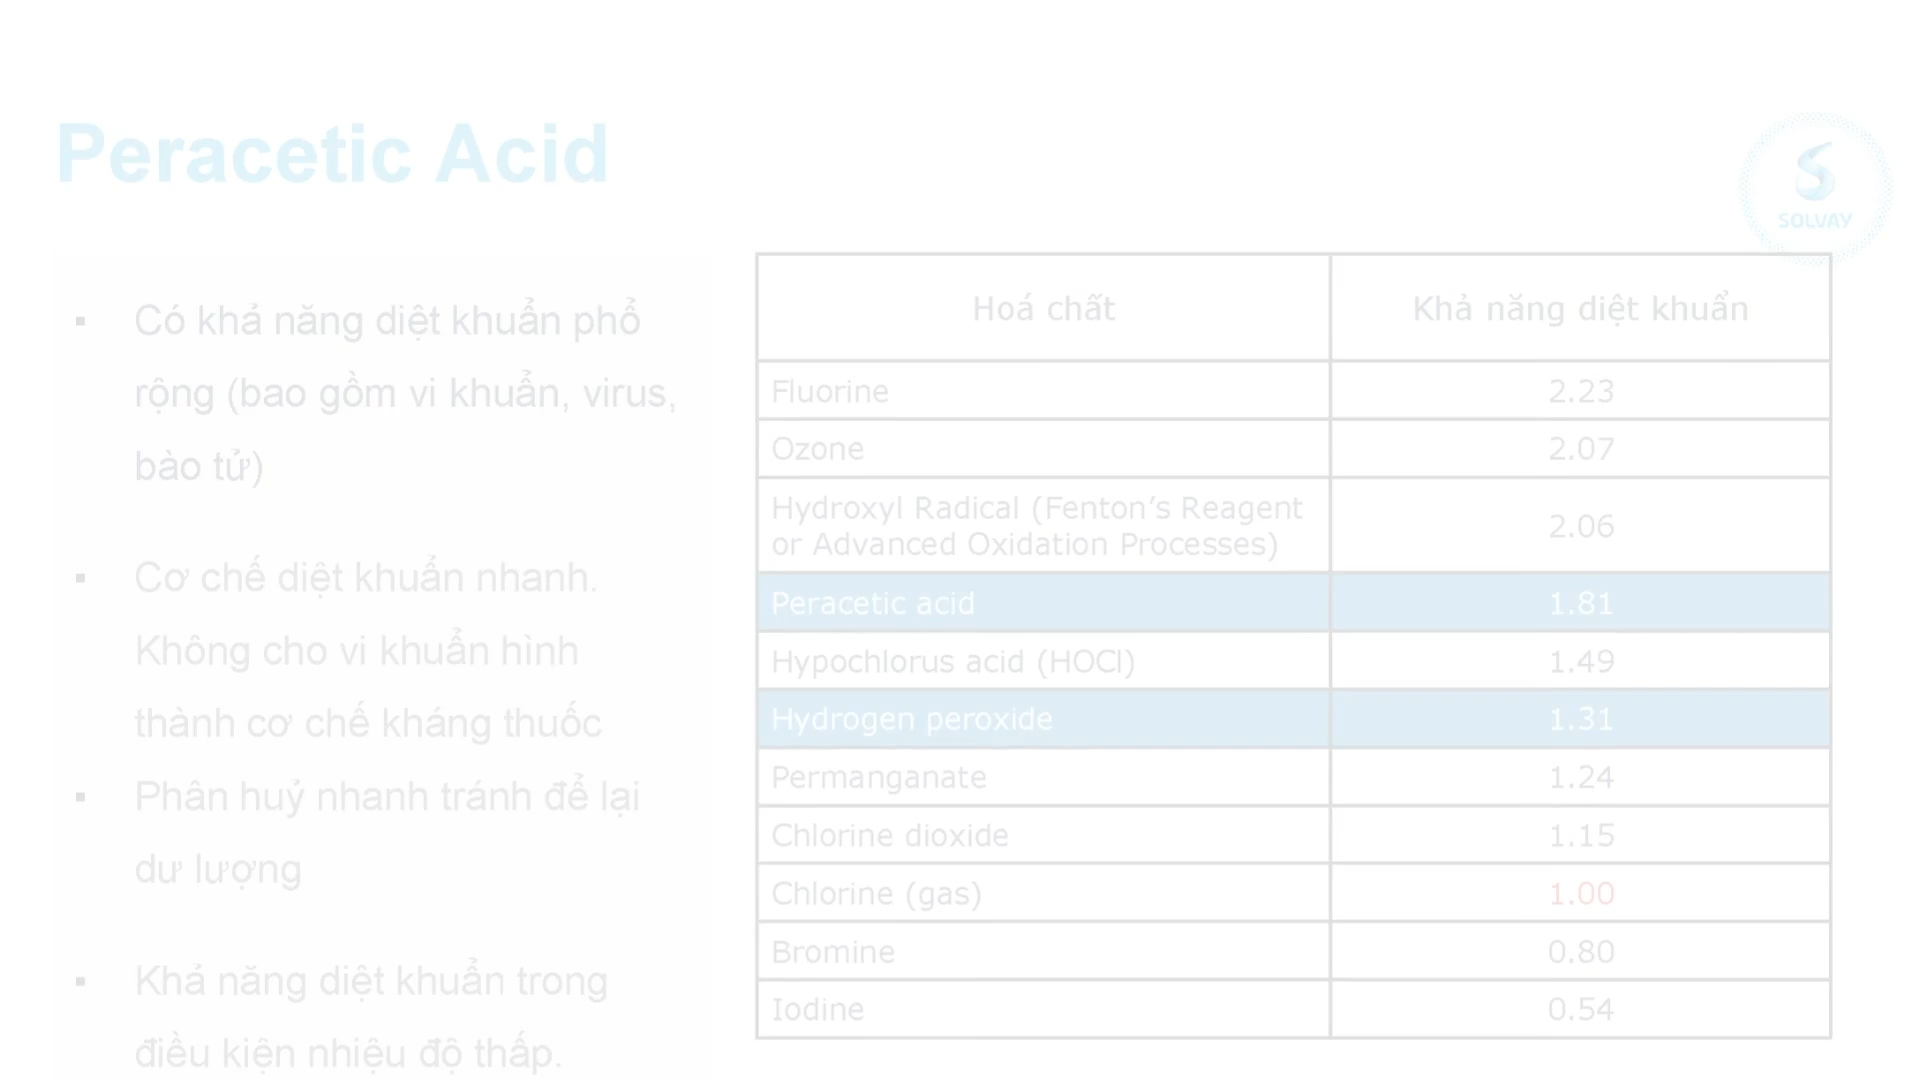 Peracetic Acid
SOLVAY
▪ Có khả năng diệt khuẩn phổ
rộng (bao gồm vi khuẩn, virus,
bào tử)
▪ Cơ chế diệt khuẩn nhanh.
Không cho vi khuẩn hình
thành cơ chế kháng thuốc
▪ Phân huỷ nhanh tránh để lại
dư lượng
▪ Khả năng diệt khuẩn trong
điều kiện nhiệu độ thấp.
Hoá chất Khả năng diệt khuẩn
Fluorine 2.23
Ozone 2.07
Hydroxyl Radical (Fenton’s Reagent
or Advanced Oxidation Processes) 2.06
Peracetic acid 1.81
Hypochlorus acid (HOCl) 1.49
Hydrogen peroxide 1.31
Permanganate 1.24
Chlorine dioxide 1.15
Chlorine (gas) 1.00
Bromine 0.80
Iodine 0.54